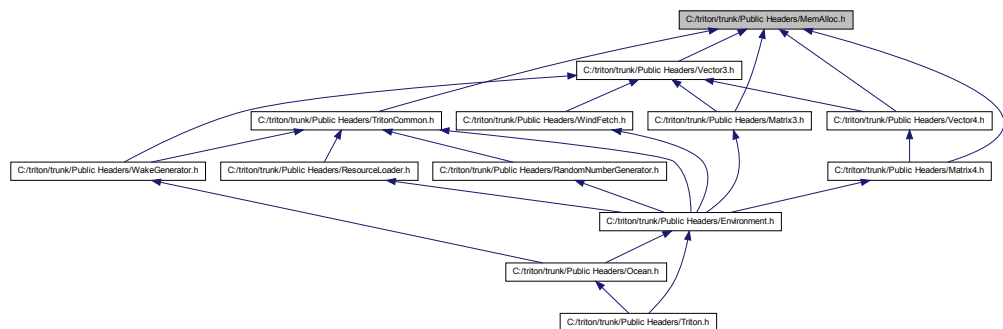 C:/triton/trunk/Public Headers/MemAlloc.h
C:/triton/trunk/Public Headers/Vector3.h
C:/triton/trunk/Public Headers/TritonCommon.h
C:/triton/trunk/Public Headers/WindFetch.h
C:/triton/trunk/Public Headers/Matrix3.h
C:/triton/trunk/Public Headers/Vector4.h
C:/triton/trunk/Public Headers/WakeGenerator.h
C:/triton/trunk/Public Headers/ResourceLoader.h
C:/triton/trunk/Public Headers/RandomNumberGenerator.h
C:/triton/trunk/Public Headers/Matrix4.h
C:/triton/trunk/Public Headers/Environment.h
C:/triton/trunk/Public Headers/Ocean.h
C:/triton/trunk/Public Headers/Triton.h